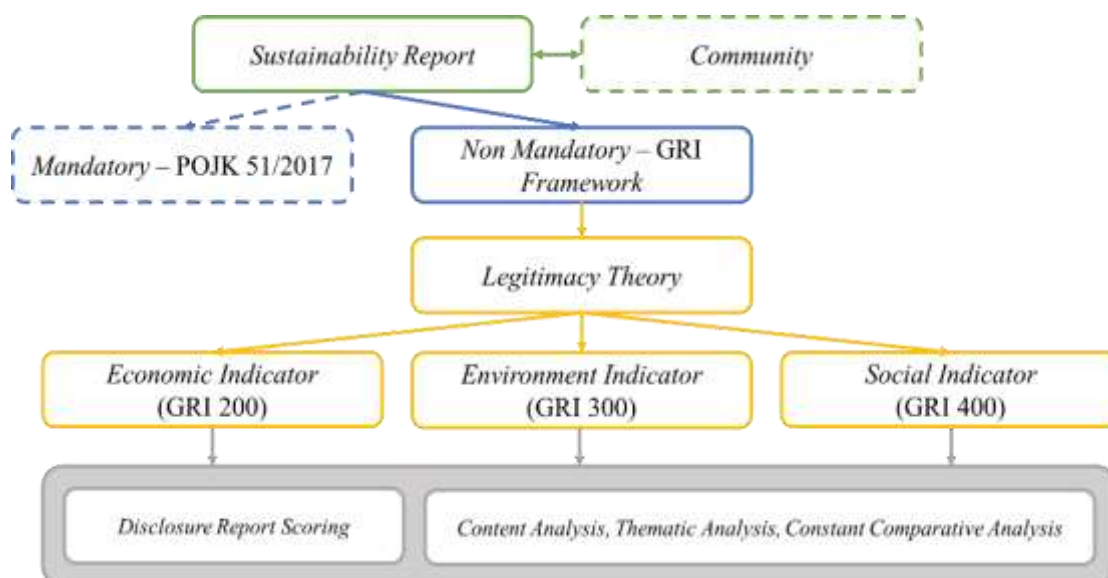 Sustainability Report
Community
Mandatory – POJK 51/2017
Non Mandatory – GRI
Framework
Legitimacy Theory
Economic Indicator
(GRI 200)
Environment Indicator
(GRI 300)
Social Indicator
(GRI 400)
Disclosure Report Scoring
Content Analysis, Thematic Analysis, Constant Comparative Analysis